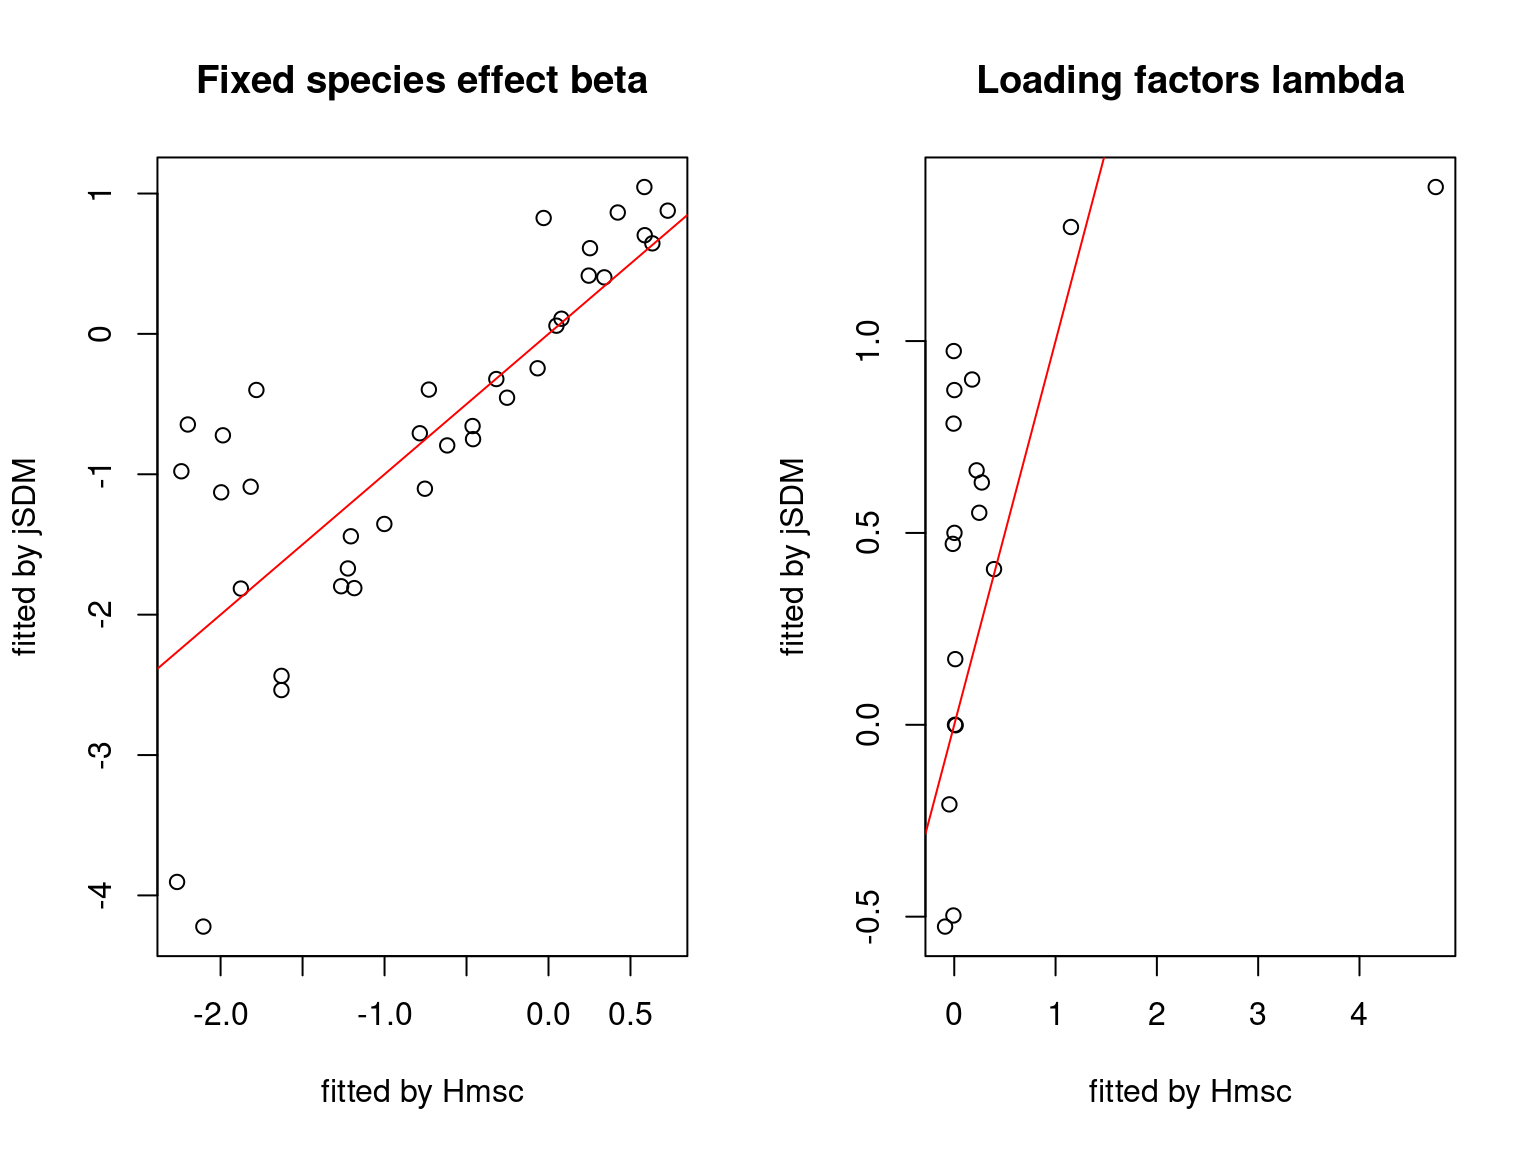 Fixed species effect beta
fitted by jSDM
1
0
-1
-2
-3
-4
-2.0 -1.0 0.0 0.5
fitted by Hmsc
Loading factors lambda
fitted by jSDM
1.0
0.5
0.0
-0.5
0 1 2 3 4
fitted by Hmsc